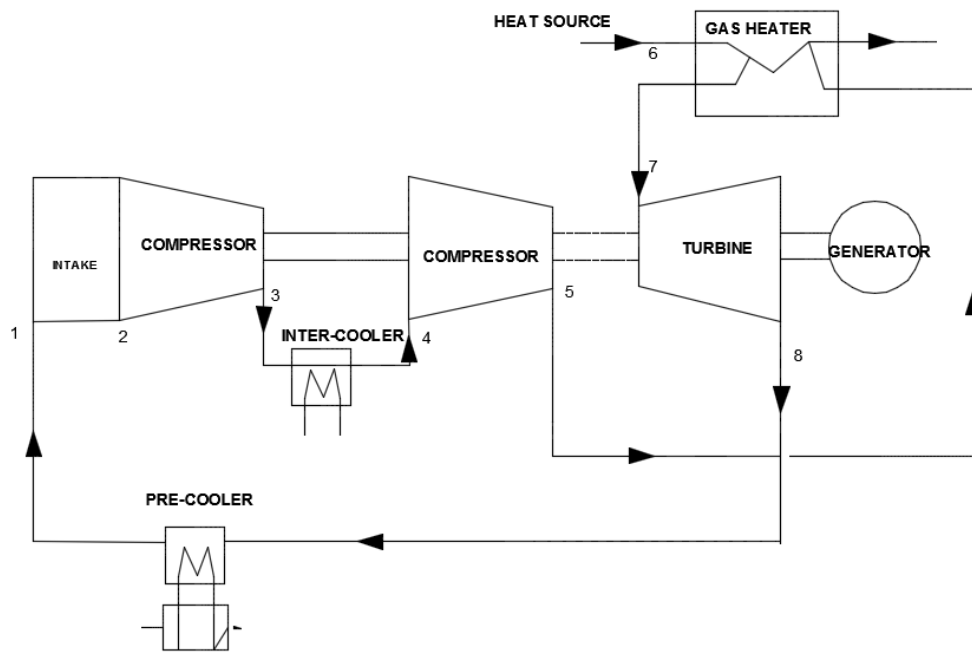 HEAT SOURCE
GAS HEATER
6
7
COMPRESSOR
COMPRESSOR
TURBINE
GENERATOR
INTAKE
3
5
1
2
INTER-COOLER
4
8
PRE-COOLER